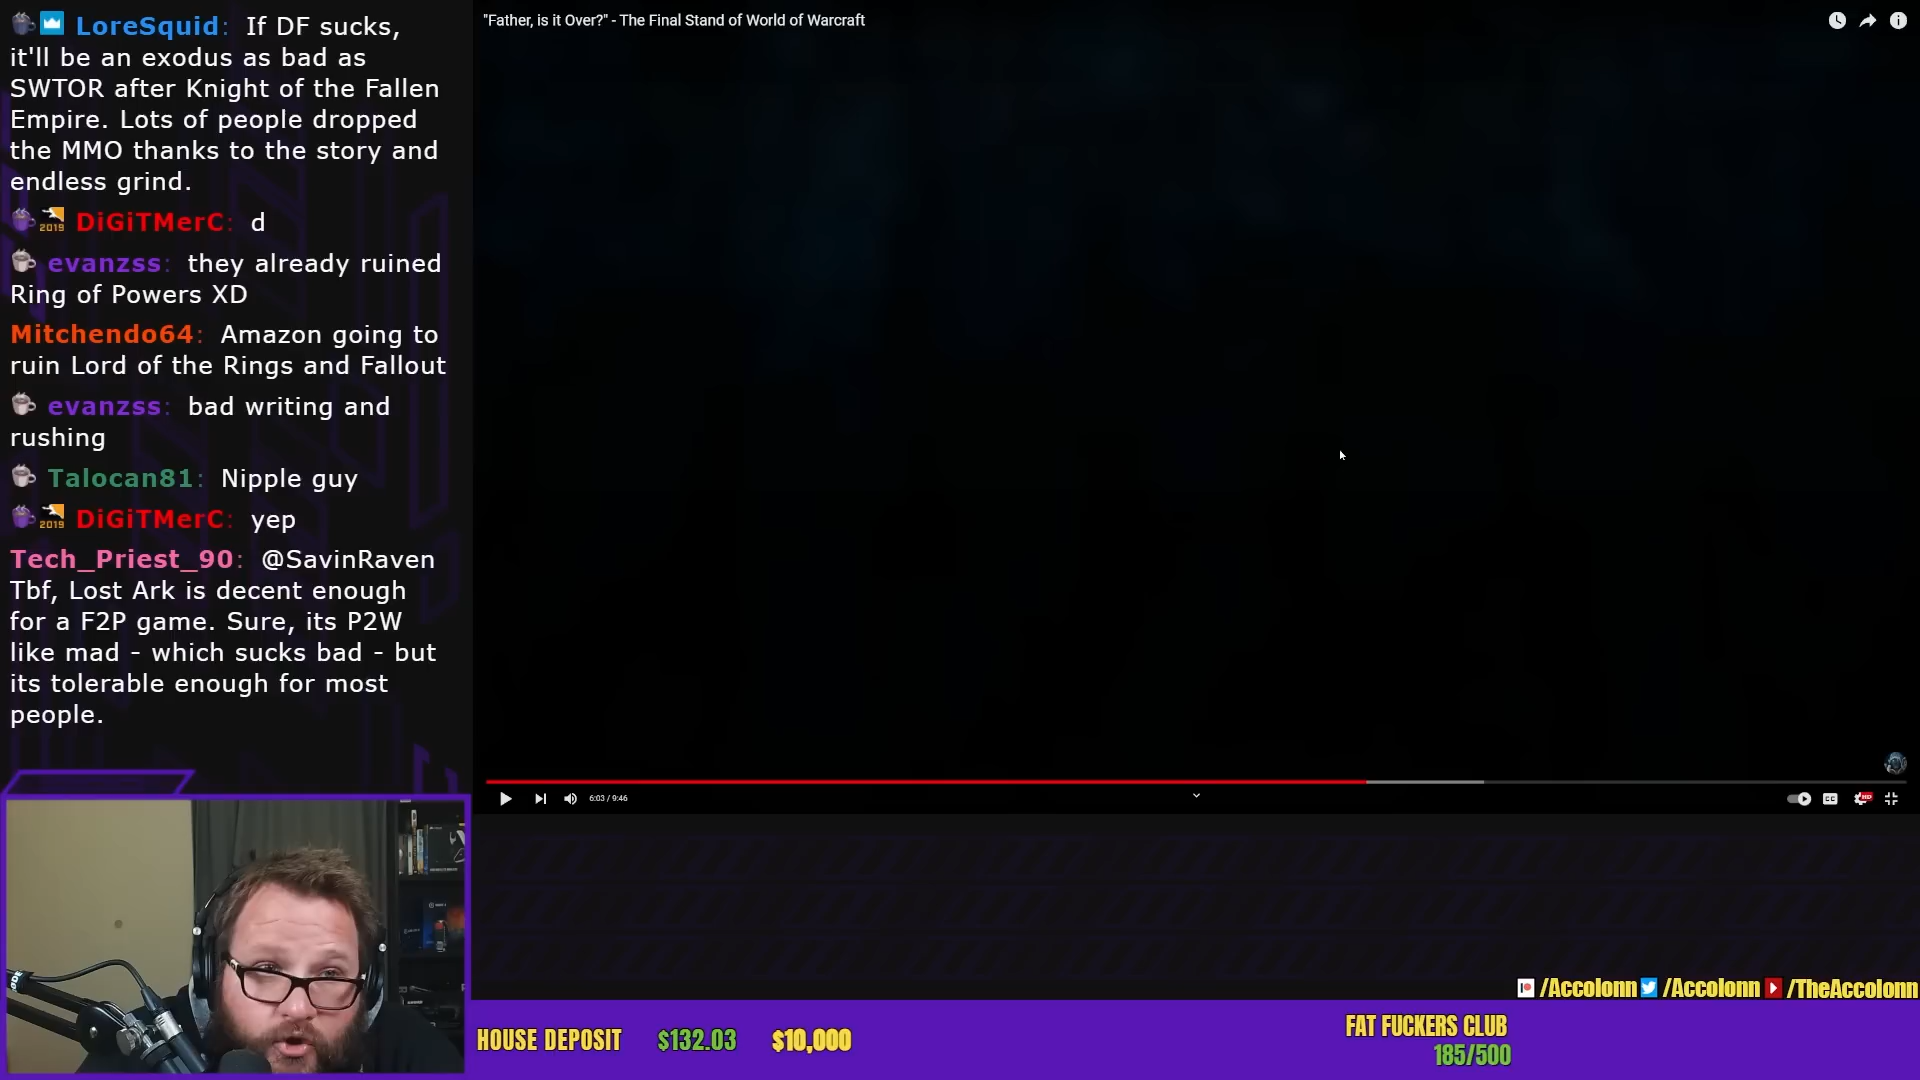 LoreSquid: If DF sucks,
it'll be an exodus as bad as
SWTOR after Knight of the Fallen
Empire. Lots of people dropped
the MMO thanks to the story and
endless grind.
2019 DiGiTMerC: d
evanzss: they already ruined
Ring of Powers XD
Mitchendo64: Amazon going to
ruin Lord of the Rings and Fallout
evanzss: bad writing and
rushing
Talocan81: Nipple guy
2019 DiGiTMerC: yep
Tech_Priest_90: @SavinRaven
Tbf, Lost Ark is decent enough
for a F2P game. Sure, its P2W
like mad - which sucks bad - but
its tolerable enough for most
people.
"Father, is it Over?" - The Final Stand of World of Warcraft
6:03 / 9:46
CC
HD
/Accolonn /Accolonn /TheAccolonn
HOUSE DEPOSIT $132.03 $10,000
FAT FUCKERS CLUB
185/500